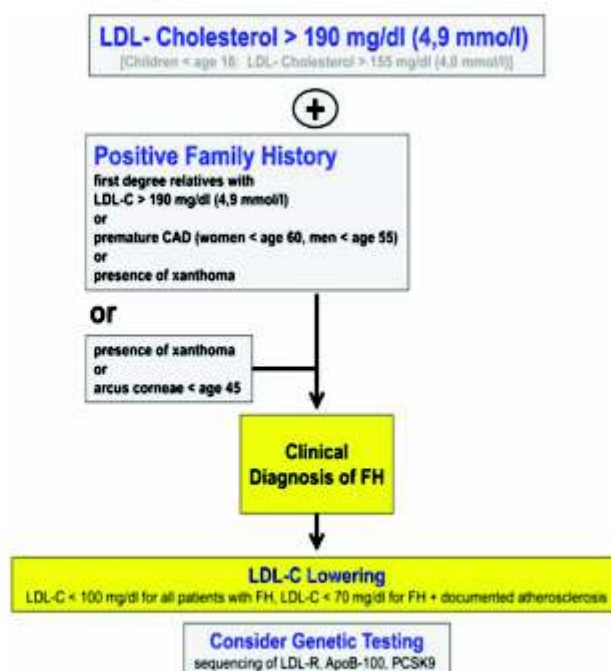 LDL- Cholesterol > 190 mg/dl (4,9 mmo/l)
[Children < age 16: LDL- Cholesterol > 155 mg/dl (4,0 mmol/l)]
+
Positive Family History
first degree relatives with
LDL-C > 190 mg/dl (4,9 mmol/l)
or
premature CAD (women < age 60, men < age 55)
or
presence of xanthoma
or
presence of xanthoma
or
arcus corneae < age 45
Clinical
Diagnosis of FH
LDL-C Lowering
LDL-C < 100 mg/dl for all patients with FH, LDL-C < 70 mg/dl for FH + documented atherosclerosis
Consider Genetic Testing
sequencing of LDL-R, ApoB-100, PCSK9